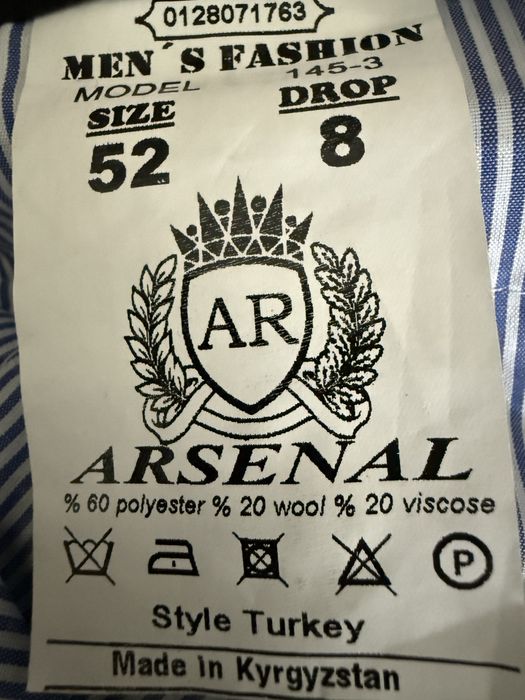 0128071763
MEN´S FASHION
MODEL 145-3
SIZE DROP
52 8
AR
ARSENAL
% 60 polyester % 20 wool % 20 viscose
P
Style Turkey
Made in Kyrgyzstan